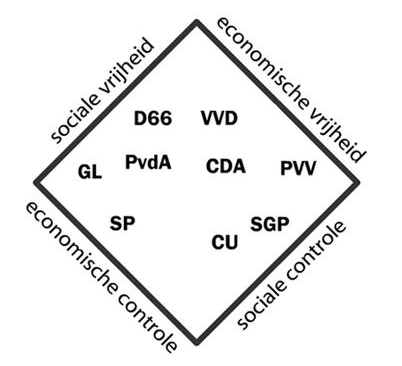 sociale vrijheid
economische vrijheid
D66 VVD
GL PvdA CDA PVV
SP CU SGP
economische controle
sociale controle